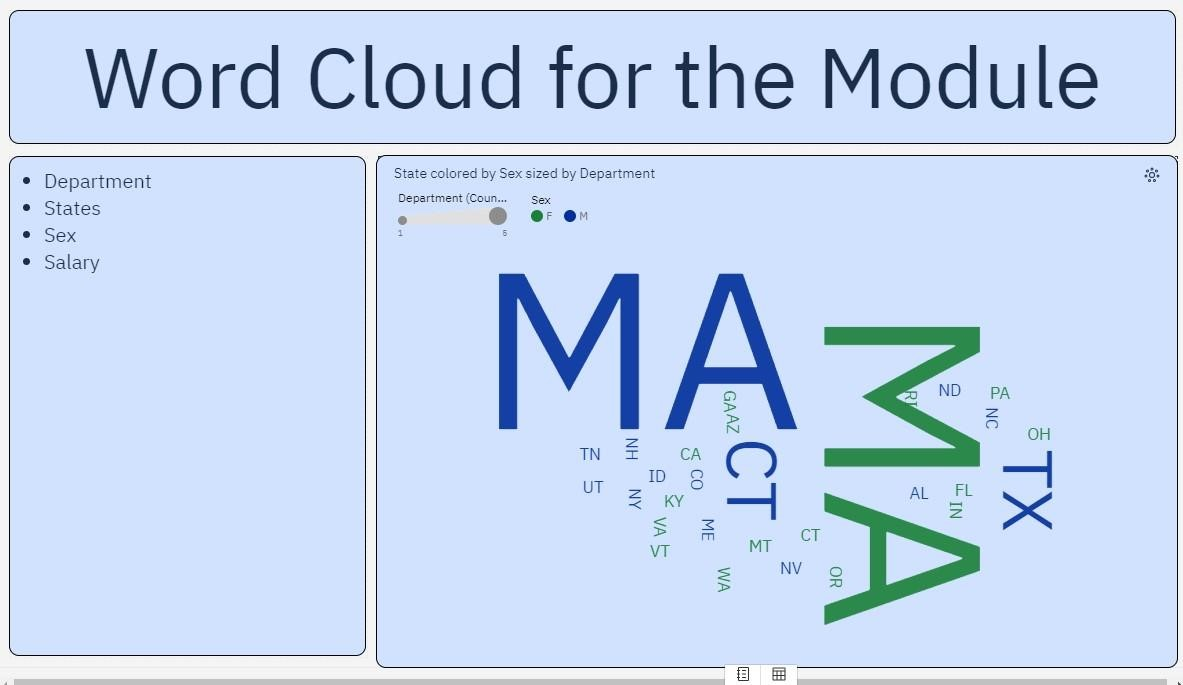 Word Cloud for the Module
Department
States
Sex
Salary
State colored by Sex sized by Department
Department (Coun...
1
5
Sex
F
M
MA
MA
GA
AZ
RI
ND
PA
NC
OH
TN
NH
CA
CT
TX
UT
ID
CO
NY
KY
AL
FL
IN
VA
ME
VT
MT
CT
NV
OR
WA